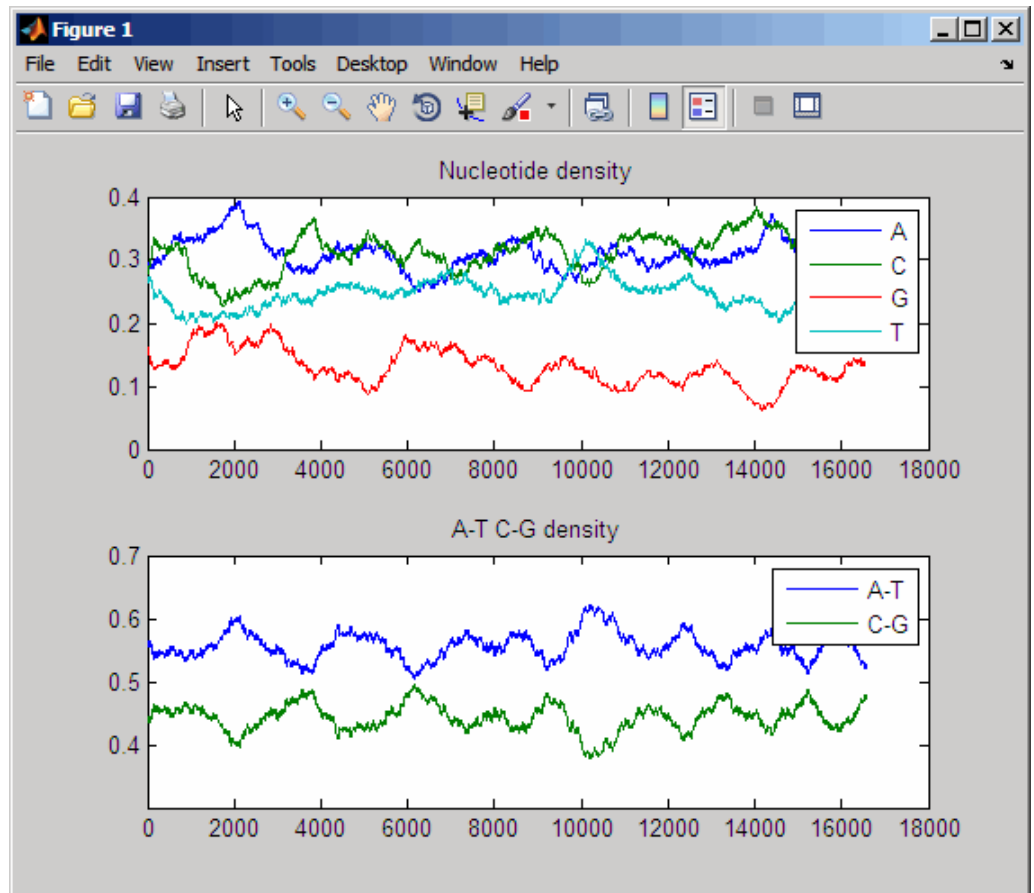 Figure 1
File Edit View Insert Tools Desktop Window Help
Nucleotide density
0.4
0.3
0.2
0.1
0
A
C
G
T
0 2000 4000 6000 8000 10000 12000 14000 16000 18000
A-T C-G density
0.7
0.6
0.5
0.4
A-T
C-G
0 2000 4000 6000 8000 10000 12000 14000 16000 18000